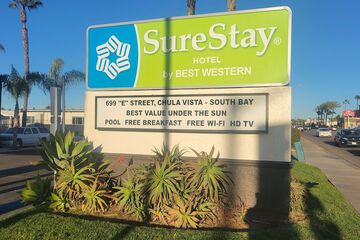 SureStay®
HOTEL
by BEST WESTERN
699 "E" STREET, CHULA VISTA - SOUTH BAY
BEST VALUE UNDER THE SUN
POOL FREE BREAKFAST FREE WI-FI HD TV